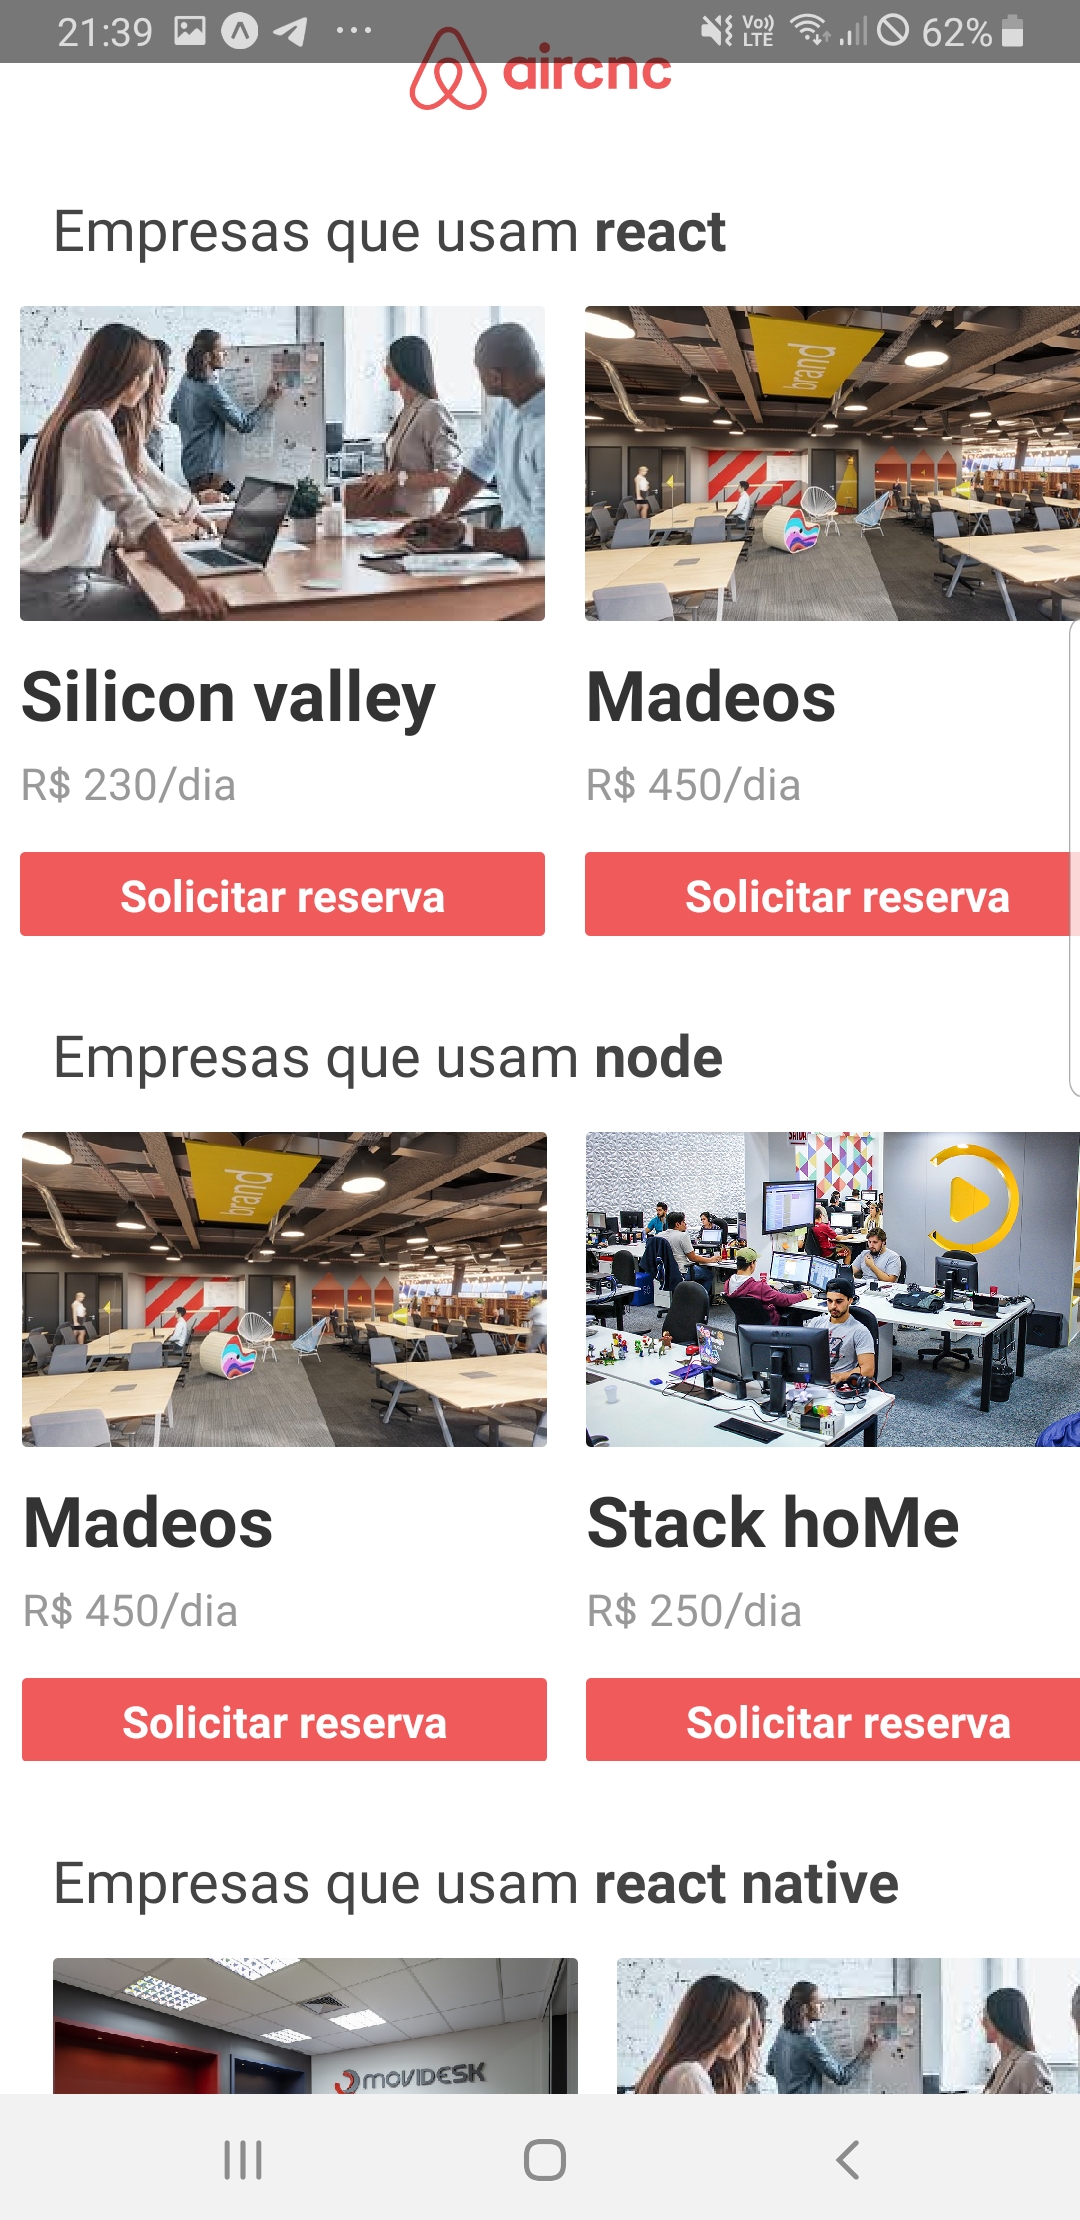 21:39 Vo)) LTE 62%
aircnc
Empresas que usam react
brand
Silicon valley Madeos
R$ 230/dia R$ 450/dia
Solicitar reserva Solicitar reserva
Empresas que usam node
brand
Madeos Stack hoMe
R$ 450/dia R$ 250/dia
Solicitar reserva Solicitar reserva
Empresas que usam react native
MOVIDESK